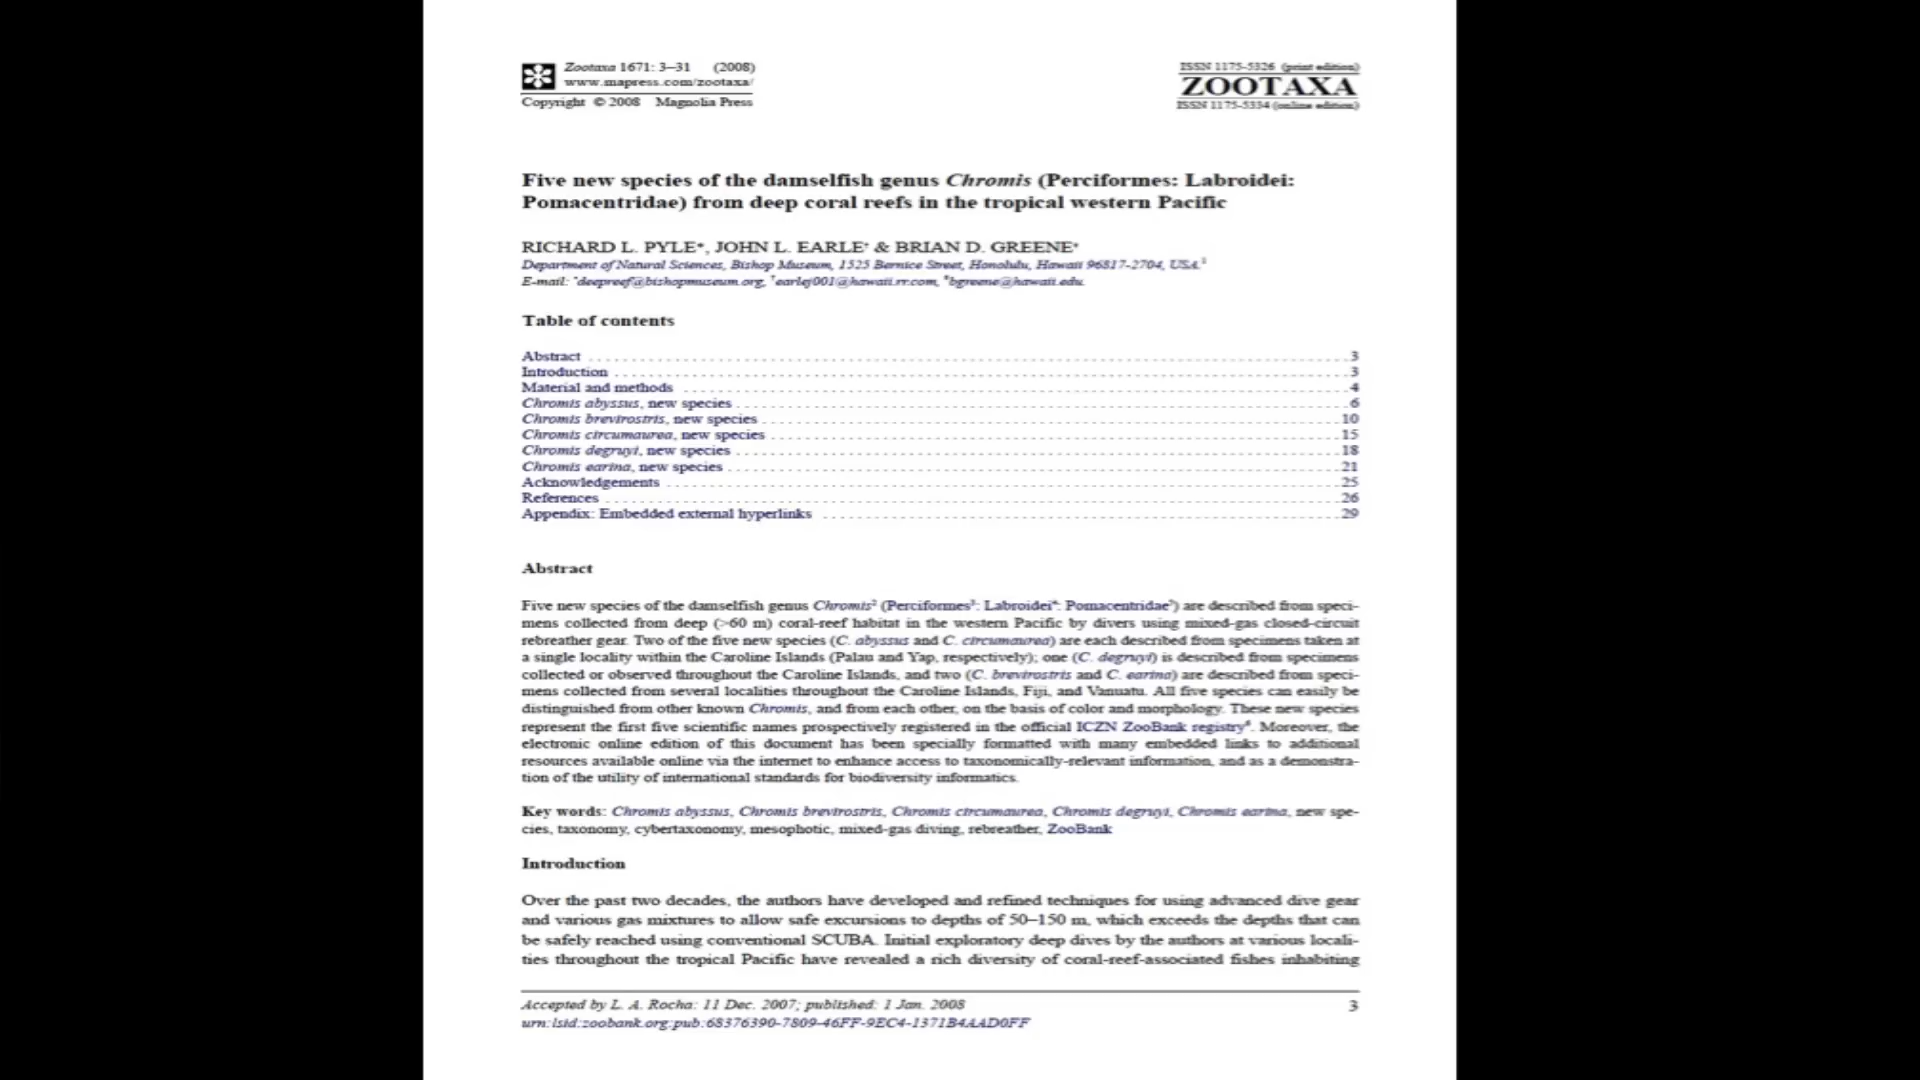 Zootaxa 1671: 3–31 (2008)
www.mapress.com/zootaxa/
Copyright © 2008 Magnolia Press
ISSN 1175-5326 (print edition)
ZOOTAXA
ISSN 1175-5334 (online edition)
Five new species of the damselfish genus Chromis (Perciformes: Labroidei:
Pomacentridae) from deep coral reefs in the tropical western Pacific
RICHARD L. PYLE*, JOHN L. EARLE† & BRIAN D. GREENE+
Department of Natural Sciences, Bishop Museum, 1525 Bernice Street, Honolulu, Hawaii 96817-2704, USA.1
E-mail: *deepreef@bishopmuseum.org, †earlej001@hawaii.rr.com, +bgreene@hawaii.edu.
Table of contents
Abstract 3
Introduction 3
Material and methods 4
Chromis abyssus, new species 6
Chromis brevirostris, new species 10
Chromis circumaurea, new species 15
Chromis degruyi, new species 18
Chromis earina, new species 21
Acknowledgements 25
References 26
Appendix: Embedded external hyperlinks 29
Abstract
Five new species of the damselfish genus Chromis2 (Perciformes3: Labroidei4: Pomacentridae5) are described from speci-
mens collected from deep (>60 m) coral-reef habitat in the western Pacific by divers using mixed-gas closed-circuit
rebreather gear. Two of the five new species (C. abyssus and C. circumaurea) are each described from specimens taken at
a single locality within the Caroline Islands (Palau and Yap, respectively); one (C. degruyi) is described from specimens
collected or observed throughout the Caroline Islands, and two (C. brevirostris and C. earina) are described from speci-
mens collected from several localities throughout the Caroline Islands, Fiji, and Vanuatu. All five species can easily be
distinguished from other known Chromis, and from each other, on the basis of color and morphology. These new species
represent the first five scientific names prospectively registered in the official ICZN ZooBank registry6. Moreover, the
electronic online edition of this document has been specially formatted with many embedded links to additional
resources available online via the internet to enhance access to taxonomically-relevant information, and as a demonstra-
tion of the utility of international standards for biodiversity informatics.
Key words: Chromis abyssus, Chromis brevirostris, Chromis circumaurea, Chromis degruyi, Chromis earina, new spe-
cies, taxonomy, cybertaxonomy, mesophotic, mixed-gas diving, rebreather, ZooBank
Introduction
Over the past two decades, the authors have developed and refined techniques for using advanced dive gear
and various gas mixtures to allow safe excursions to depths of 50–150 m, which exceeds the depths that can
be safely reached using conventional SCUBA. Initial exploratory deep dives by the authors at various locali-
ties throughout the tropical Pacific have revealed a rich diversity of coral-reef-associated fishes inhabiting
Accepted by L. A. Rocha: 11 Dec. 2007; published: 1 Jan. 2008
3
urn:lsid:zoobank.org:pub:68376390-7809-46FF-9EC4-1371B4AAD0FF